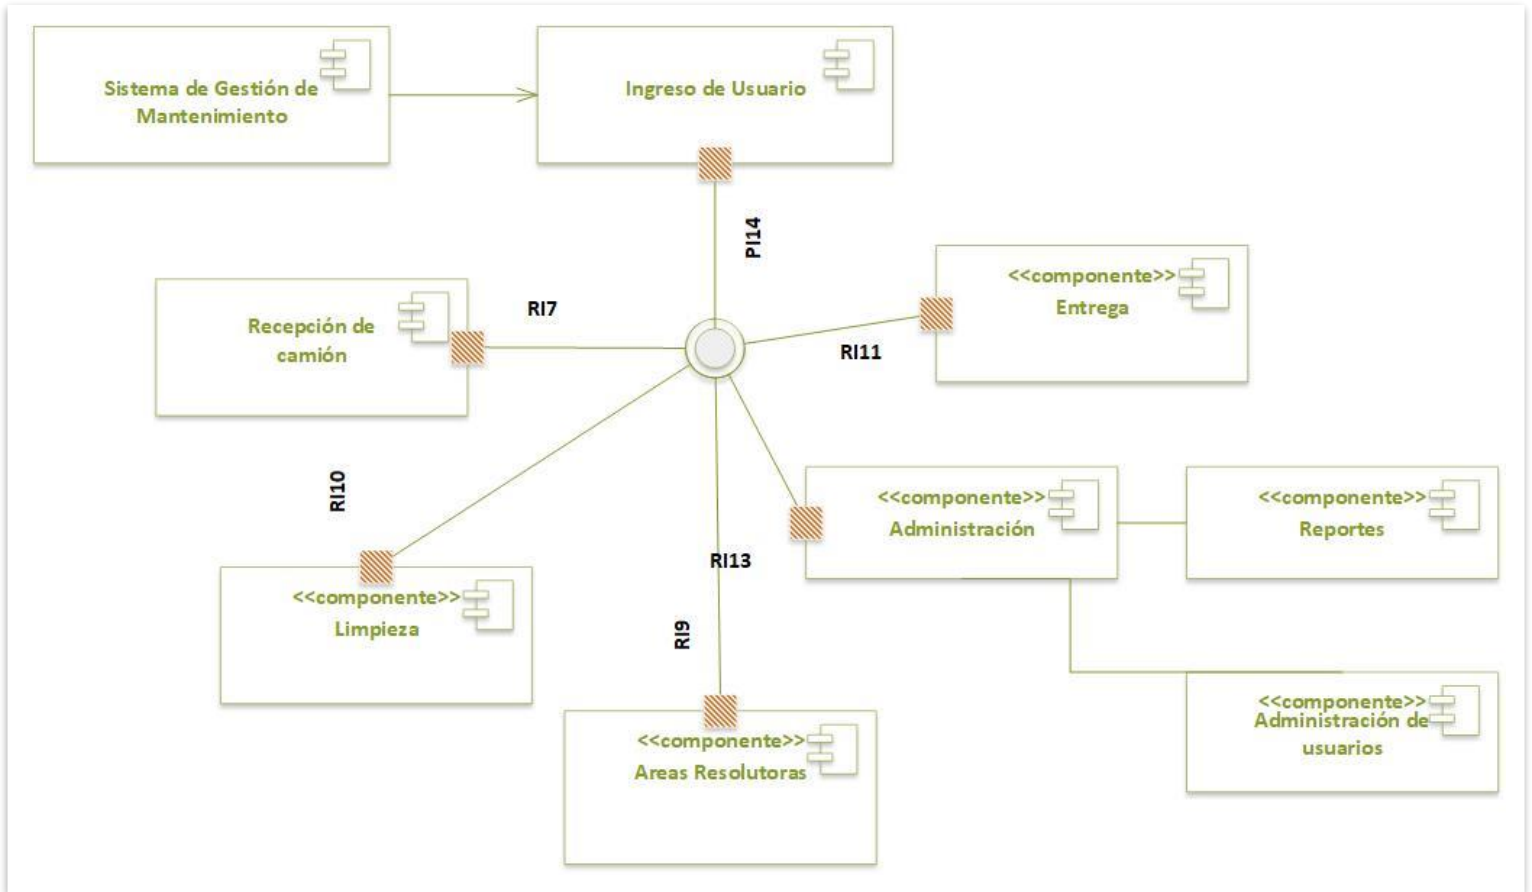 Sistema de Gestión de
Mantenimiento
Ingreso de Usuario
PI14
<<componente>>
Entrega
Recepción de
camión
RI7
RI11
RI10
<<componente>>
Administración
<<componente>>
Reportes
RI13
<<componente>>
Limpieza
RI9
<<componente>>
Areas Resolutoras
<<componente>>
Administración de
usuarios